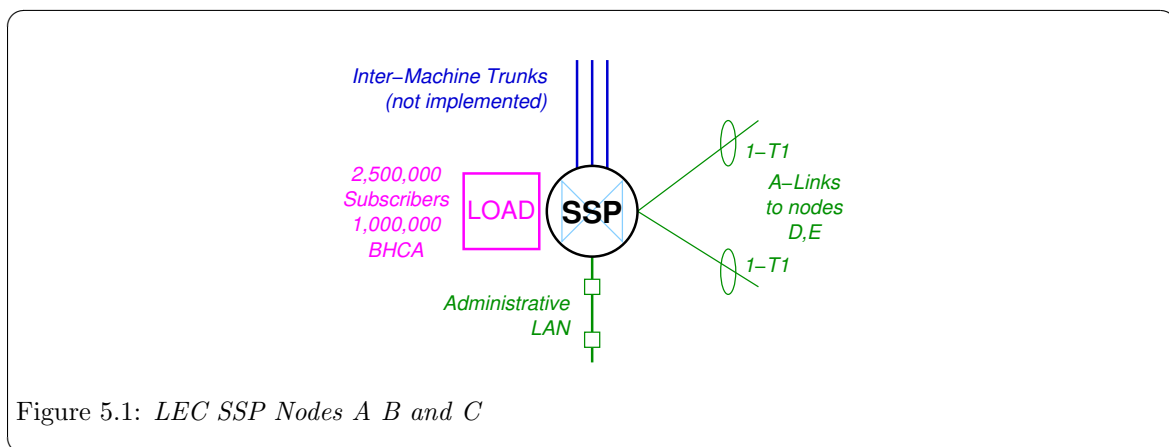 Inter-Machine Trunks
(not implemented)
2,500,000
Subscribers
1,000,000
BHCA
LOAD
SSP
1-T1
A-Links
to nodes
D,E
1-T1
Administrative
LAN
Figure 5.1: LEC SSP Nodes A B and C